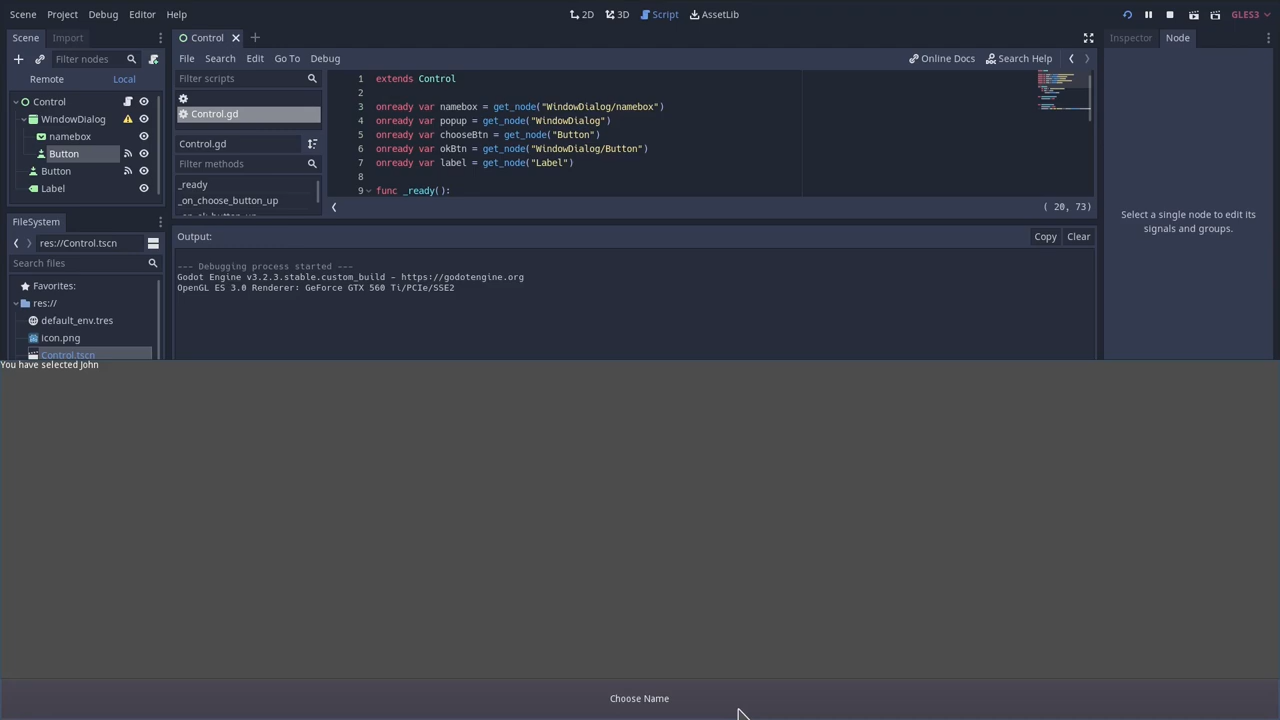 Scene Project Debug Editor Help
2D 3D Script AssetLib
GLES3
Scene Import
Filter nodes
Remote Local
Control
WindowDialog
namebox
Button
Button
Label
FileSystem
res://Control.tscn
Search files
Favorites:
res://
default_env.tres
icon.png
Control.tscn
Control
File Search Edit Go To Debug
Online Docs Search Help
Filter scripts
Control.gd
Control.gd
Filter methods
_ready
_on_choose_button_up
1 extends Control
2
3 onready var namebox = get_node("WindowDialog/namebox")
4 onready var popup = get_node("WindowDialog")
5 onready var chooseBtn = get_node("Button")
6 onready var okBtn = get_node("WindowDialog/Button")
7 onready var label = get_node("Label")
8
9 func _ready():
( 20, 73)
Output:
Copy Clear
--- Debugging process started ---
Godot Engine v3.2.3.stable.custom_build - https://godotengine.org
OpenGL ES 3.0 Renderer: GeForce GTX 560 Ti/PCIe/SSE2
Inspector Node
Select a single node to edit its
signals and groups.
You have selected John
Choose Name